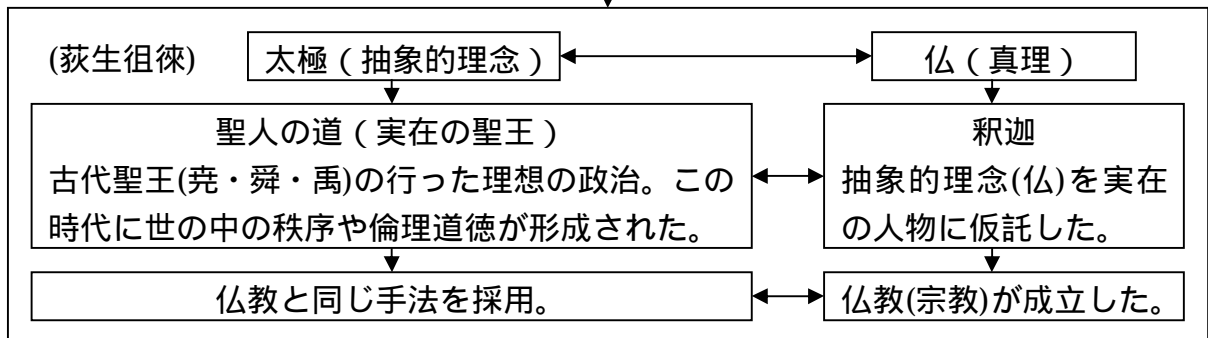 (荻生徂徠)
太極（抽象的理念）
仏（真理）
聖人の道（実在の聖王）
古代聖王(尭・舜・禹)の行った理想の政治。この
時代に世の中の秩序や倫理道徳が形成された。
釈迦
抽象的理念(仏)を実在
の人物に仮託した。
仏教と同じ手法を採用。
仏教(宗教)が成立した。